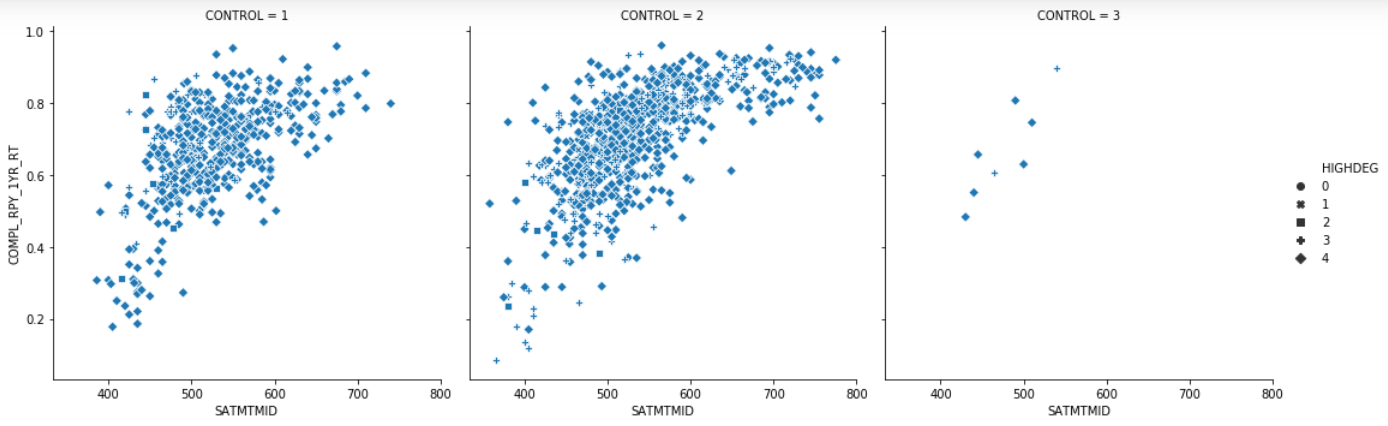 CONTROL = 1
CONTROL = 2
CONTROL = 3
COMPL_RPY_1YR_RT
1.0
0.8
0.6
0.4
0.2
400 500 600 700 800
400 500 600 700 800
400 500 600 700 800
SATMTMID
SATMTMID
SATMTMID
HIGHDEG
0
1
2
3
4